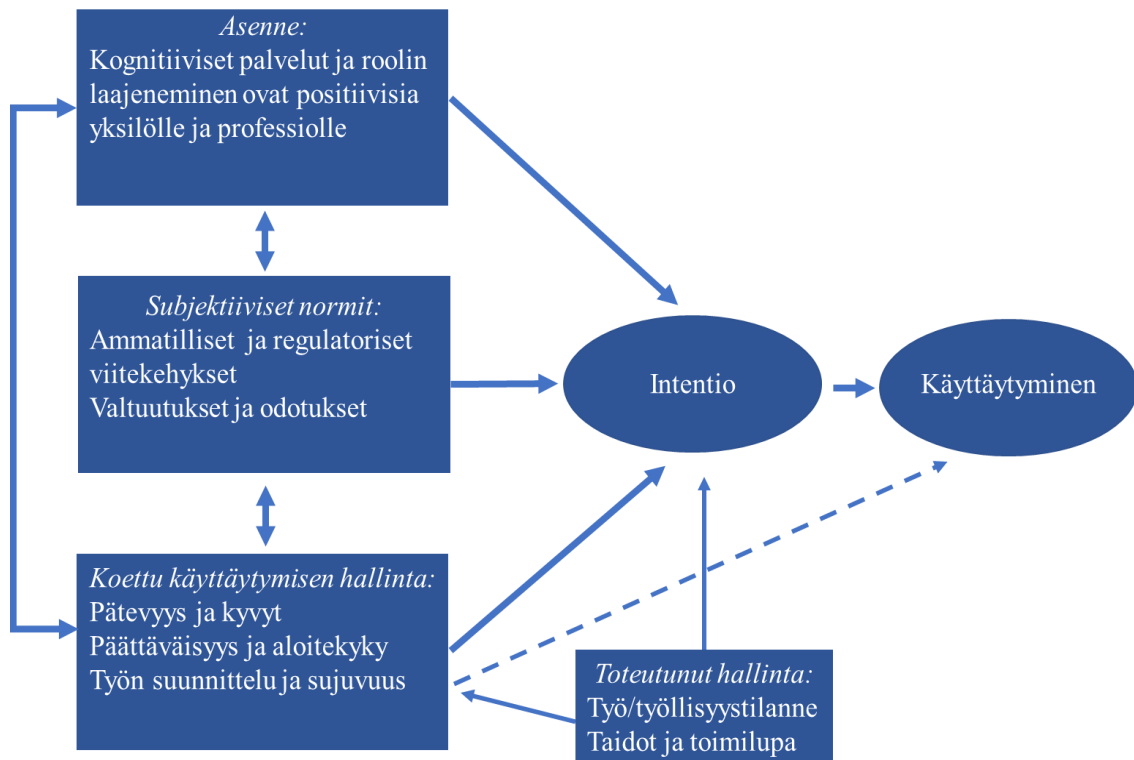 Asenne:
Kognitiiviset palvelut ja roolin
laajeneminen ovat positiivisia
yksilölle ja professiolle
Subjektiiviset normit:
Ammatilliset ja regulatoriset
viitekehykset
Valtuutukset ja odotukset
Intentio
Käyttäytyminen
Koettu käyttäytymisen hallinta:
Pätevyys ja kyvyt
Päättäväisyys ja aloitekyky
Työn suunnittelu ja sujuvuus
Toteutunut hallinta:
Työ/työllisyystilanne
Taidot ja toimilupa